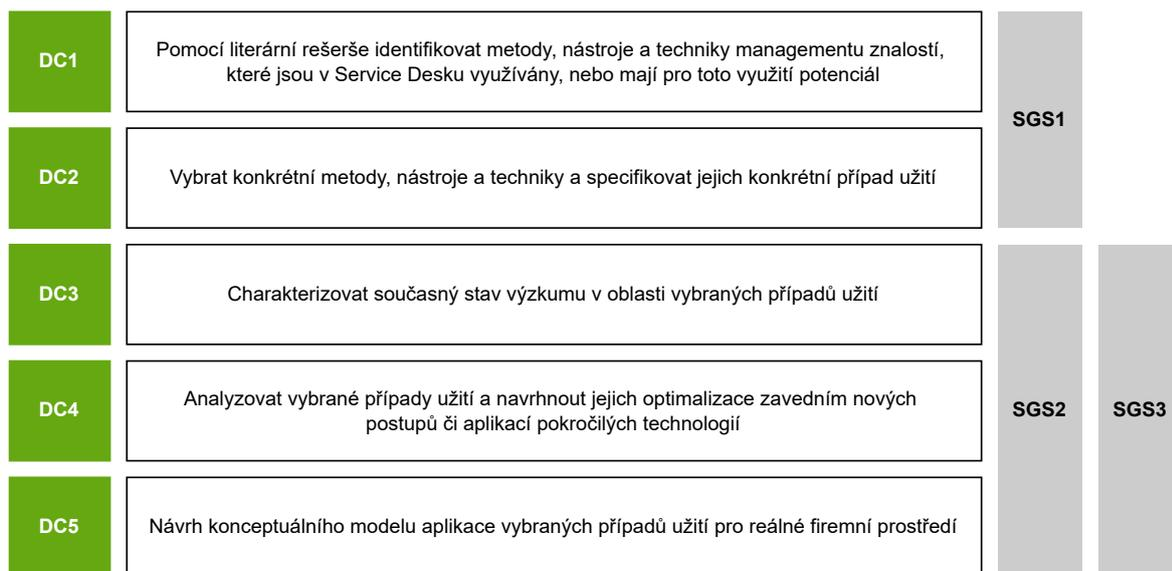 DC1
Pomocí literární rešerše identifikovat metody, nástroje a techniky managementu znalostí,
které jsou v Service Desku využívány, nebo mají pro toto využití potenciál
SGS1
DC2
Vybrat konkrétní metody, nástroje a techniky a specifikovat jejich konkrétní případ užití
DC3
Charakterizovat současný stav výzkumu v oblasti vybraných případů užití
DC4
Analyzovat vybrané případy užití a navrhnout jejich optimalizace zavedním nových
postupů či aplikací pokročilých technologií
SGS2
SGS3
DC5
Návrh konceptuálního modelu aplikace vybraných případů užití pro reálné firemní prostředí